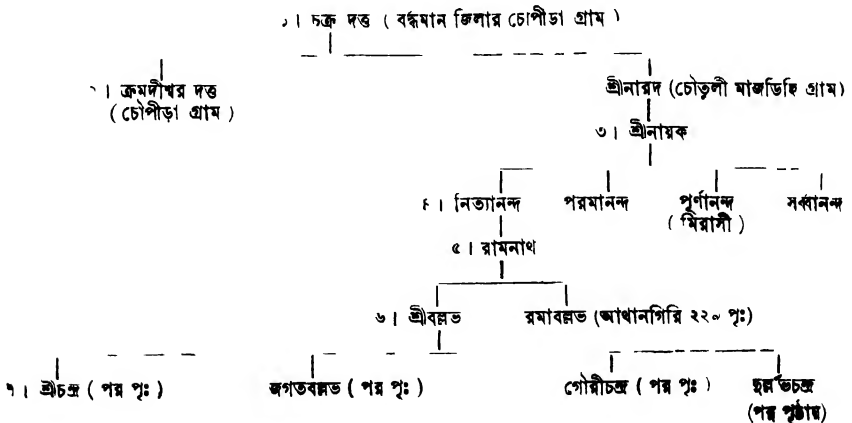 ১। চক্র দত্ত ( বর্দ্ধমান জিলার চোপীড়া গ্রাম )
২। ক্রমদীশ্বর দত্ত শ্রীনারদ (চৌতুলী মাজডিহি গ্রাম)
( চোপীড়া গ্রাম )
৩। শ্রীনায়ক
৪। নিত্যানন্দ পরমানন্দ পূর্ণানন্দ সর্ব্বানন্দ
( মিরাসী )
৫। রামনাথ
৬। শ্রীবল্লভ রমাবল্লভ (আথানগিরি ২২০ পৃঃ)
৭। শ্রীচন্দ্র ( পর পৃঃ ) জগতবল্লভ ( পর পৃঃ ) গৌরীচন্দ্র ( পর পৃঃ ) দুর্ল্লভচন্দ্র
(পর পৃষ্ঠায়)